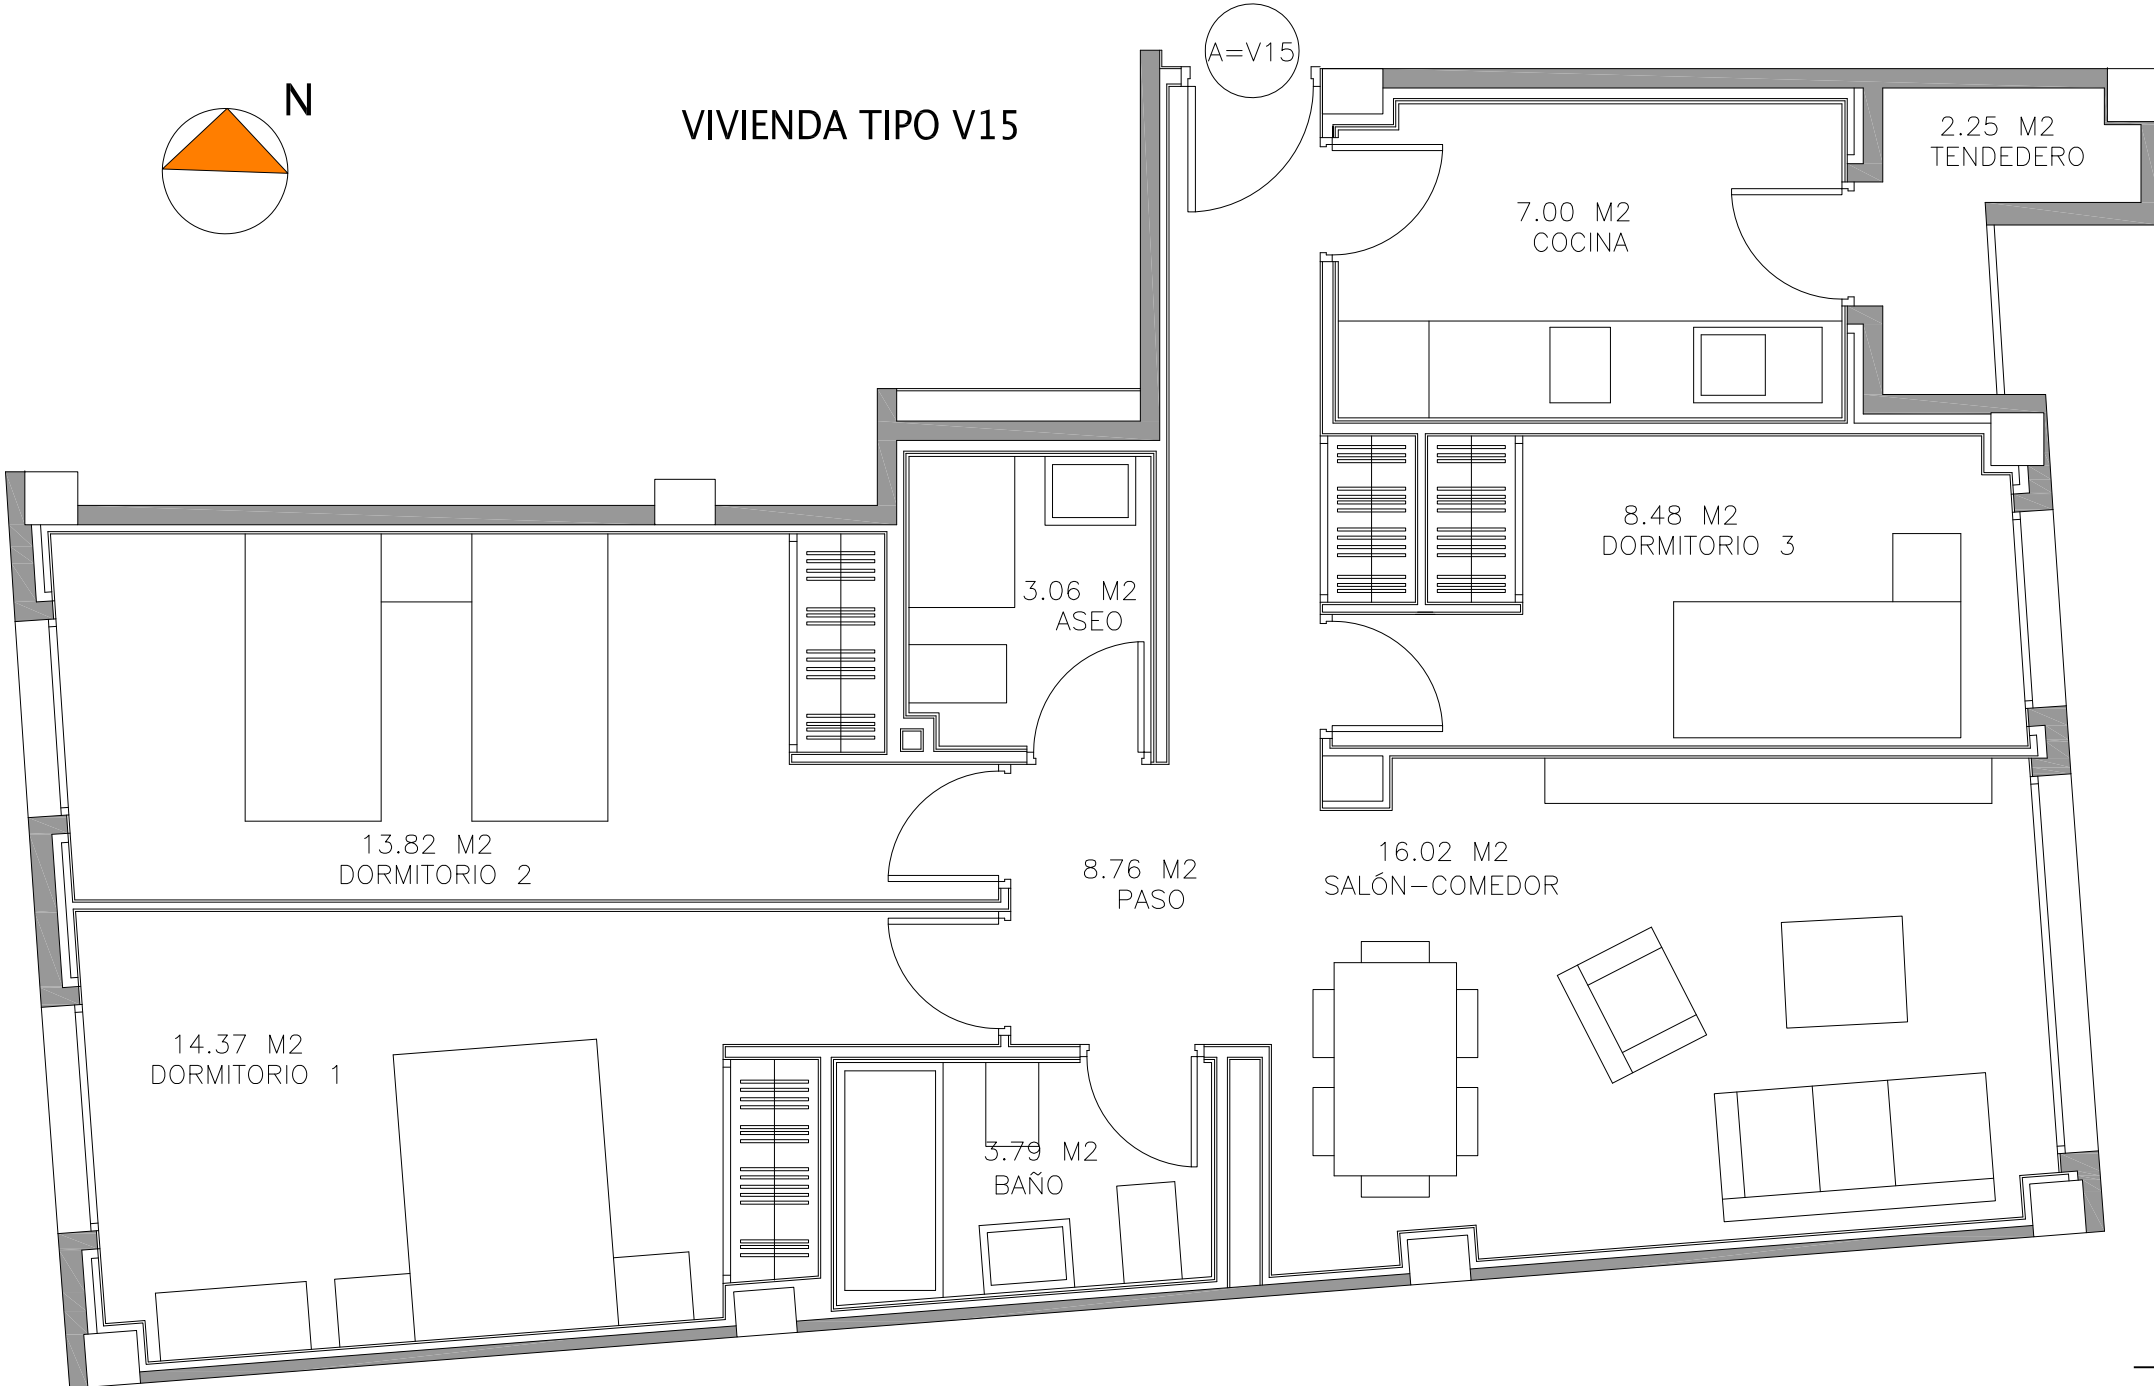 A=V15
N
VIVIENDA TIPO V15
2.25 M2
TENDEDERO
7.00 M2
COCINA
8.48 M2
DORMITORIO 3
3.06 M2
ASEO
13.82 M2
DORMITORIO 2
8.76 M2
PASO
16.02 M2
SALÓN-COMEDOR
14.37 M2
DORMITORIO 1
3.79 M2
BAÑO